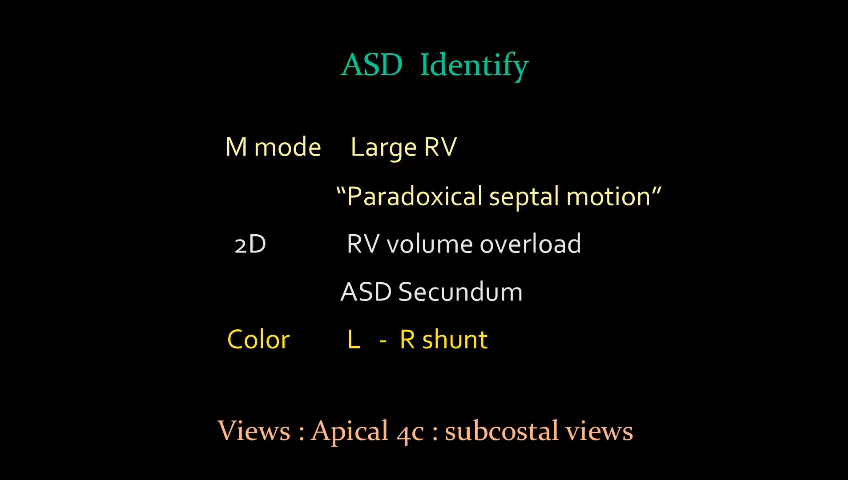 ASD Identify
M mode Large RV
“Paradoxical septal motion”
2D RV volume overload
ASD Secundum
Color L - R shunt
Views : Apical 4c : subcostal views